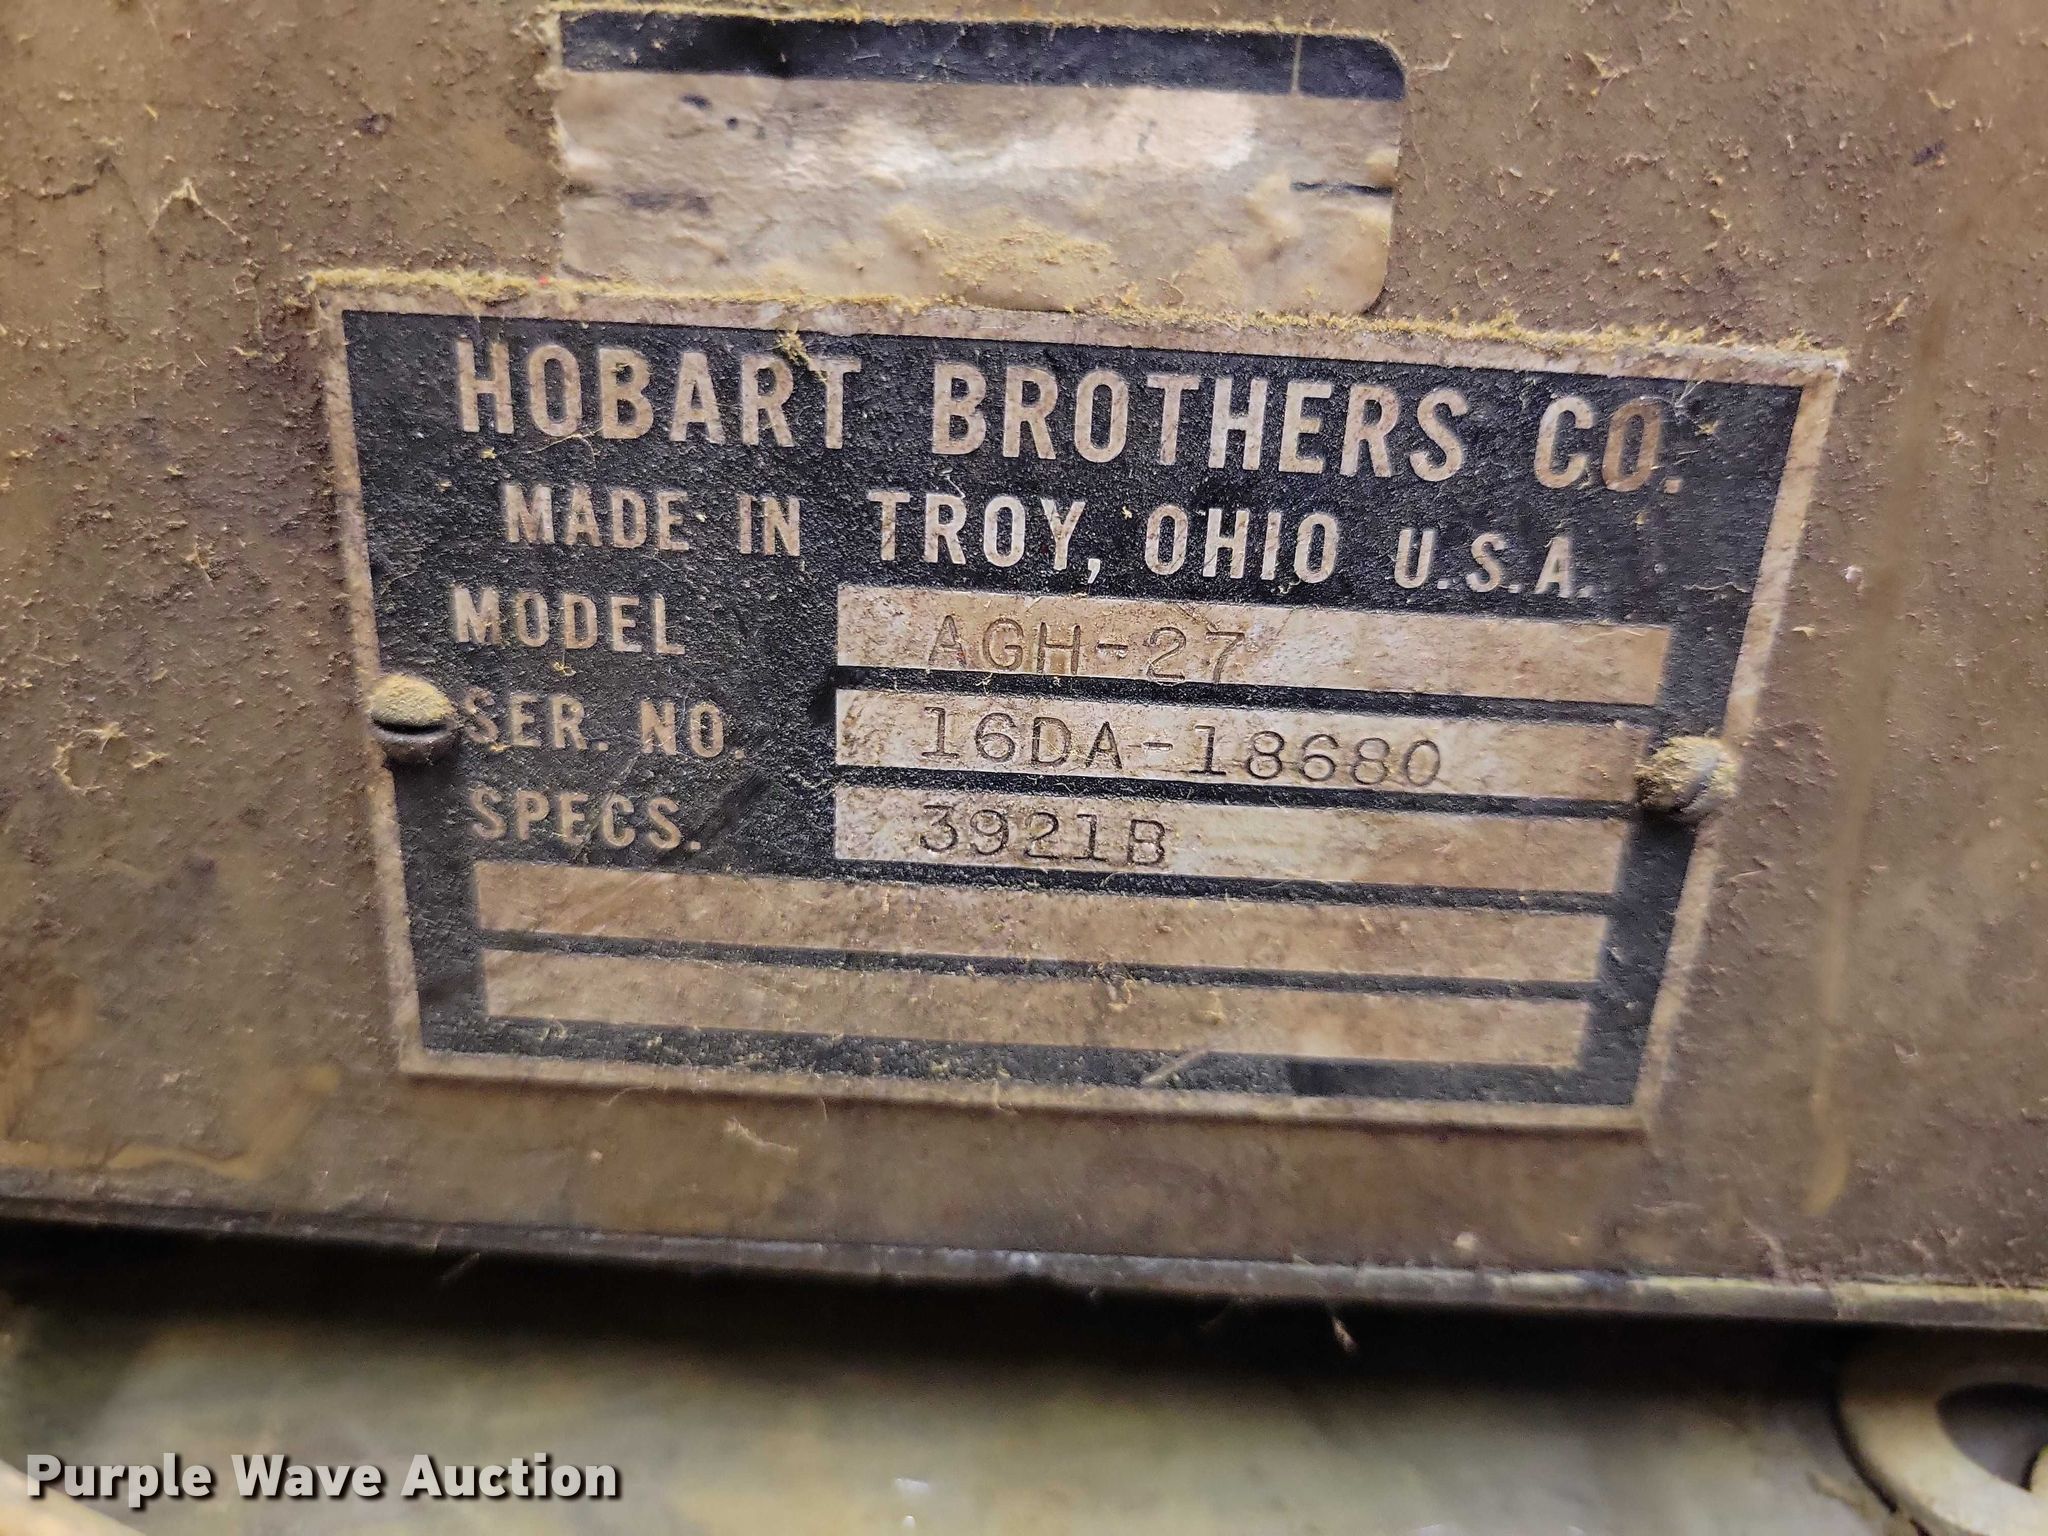 HOBART BROTHERS CO.
MADE IN TROY, OHIO U.S.A.
MODEL AGH-27
SER. NO. 16DA-18680
SPECS. 3921B
Purple Wave Auction